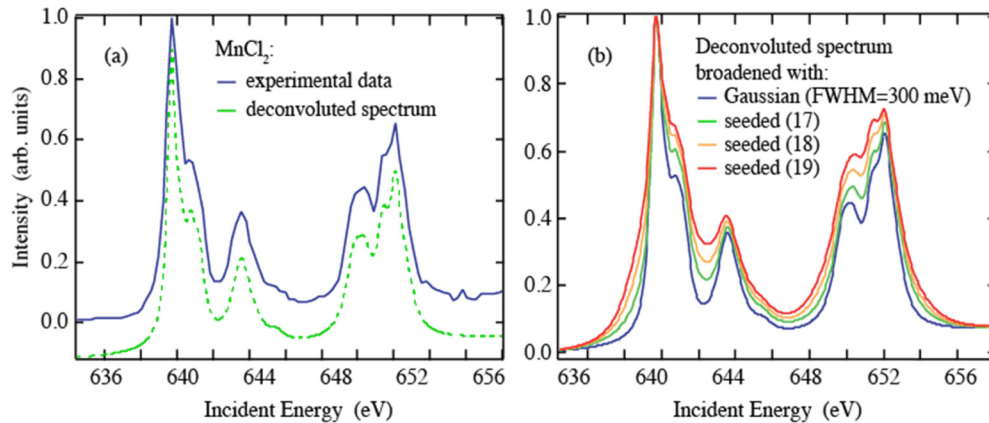 1.0
0.8
0.6
0.4
0.2
0.0
Intensity (arb. units)
(a)
MnCl2:
experimental data
deconvoluted spectrum
636 640 644 648 652 656
Incident Energy (eV)
1.0
0.8
0.6
0.4
0.2
0.0
(b)
Deconvoluted spectrum
broadened with:
Gaussian (FWHM=300 meV)
seeded (17)
seeded (18)
seeded (19)
636 640 644 648 652 656
Incident Energy (eV)